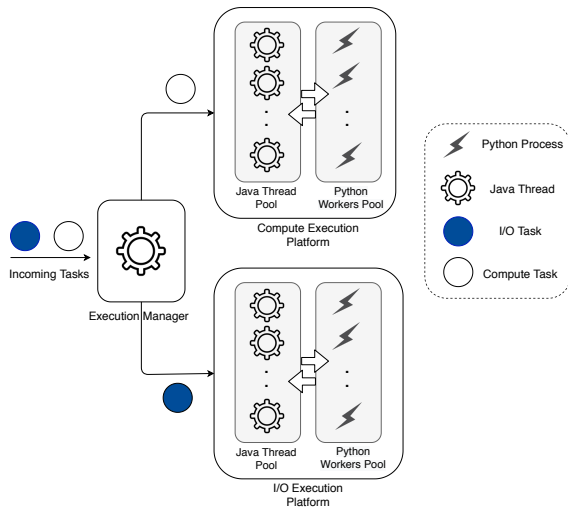 Java Thread
Pool
Python
Workers Pool
Compute Execution
Platform
Incoming Tasks
Execution Manager
Java Thread
Pool
Python
Workers Pool
I/O Execution
Platform
Python Process
Java Thread
I/O Task
Compute Task